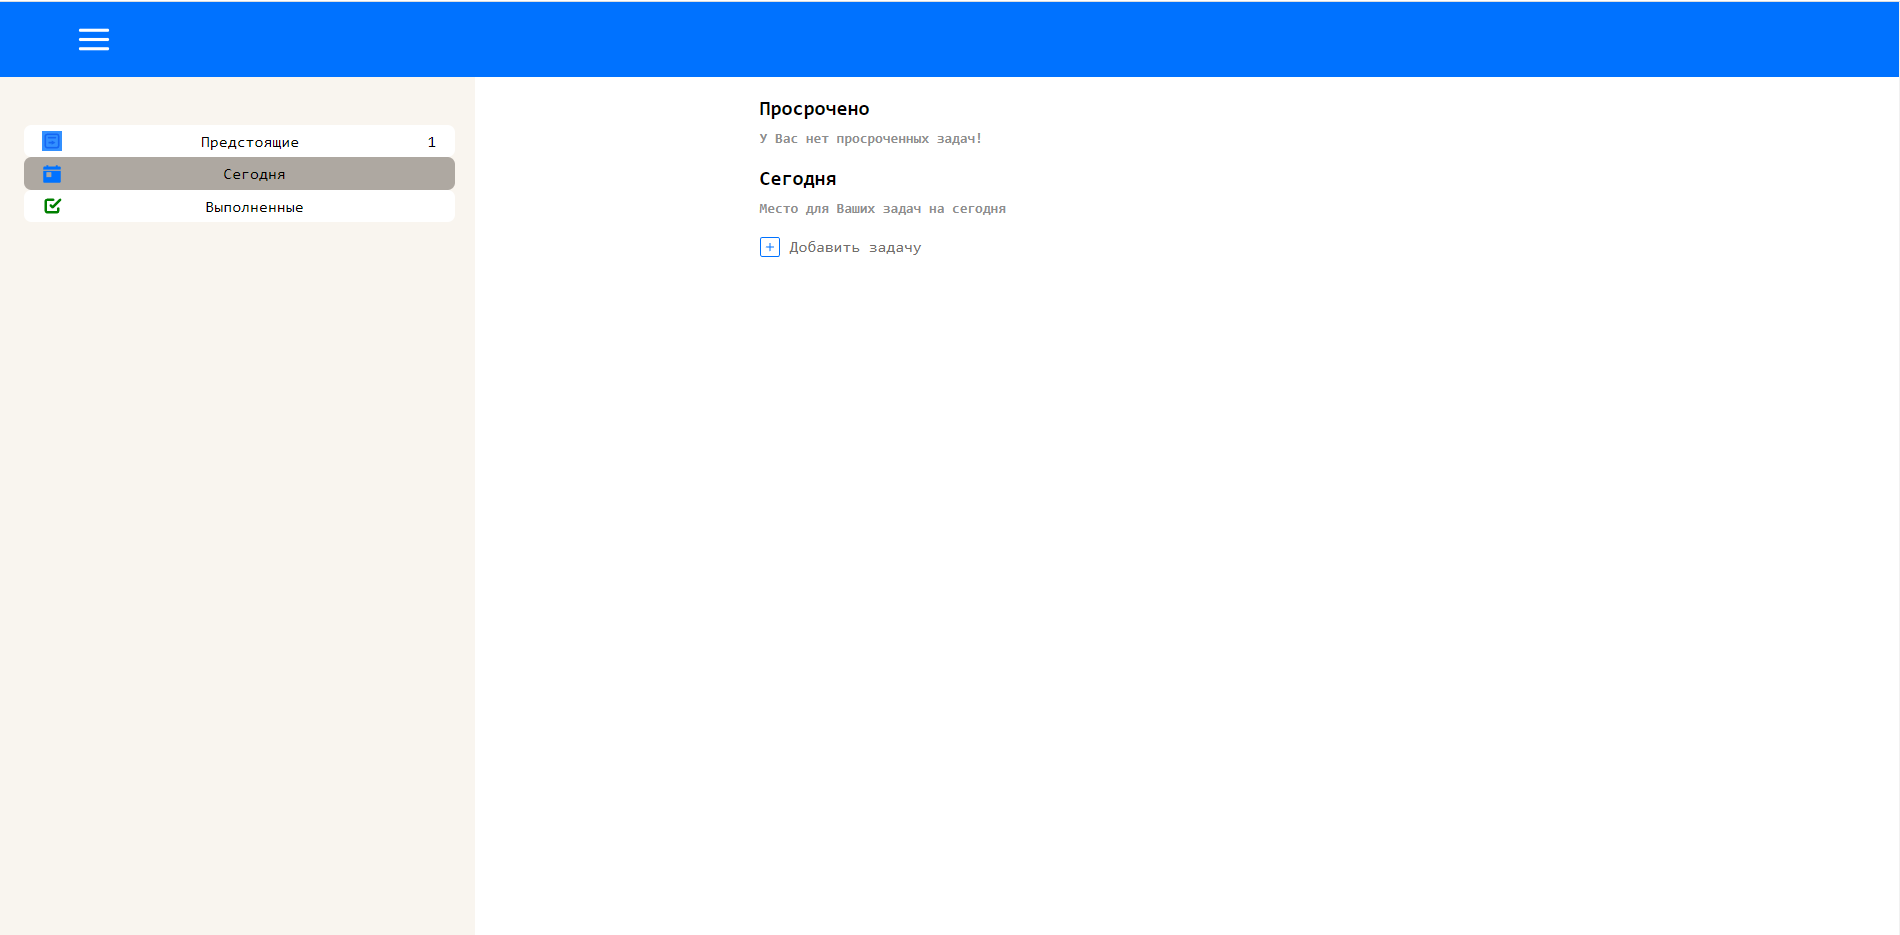 Предстоящие 1
Сегодня
Выполненные
Просрочено
У Вас нет просроченных задач!
Сегодня
Место для Ваших задач на сегодня
Добавить задачу